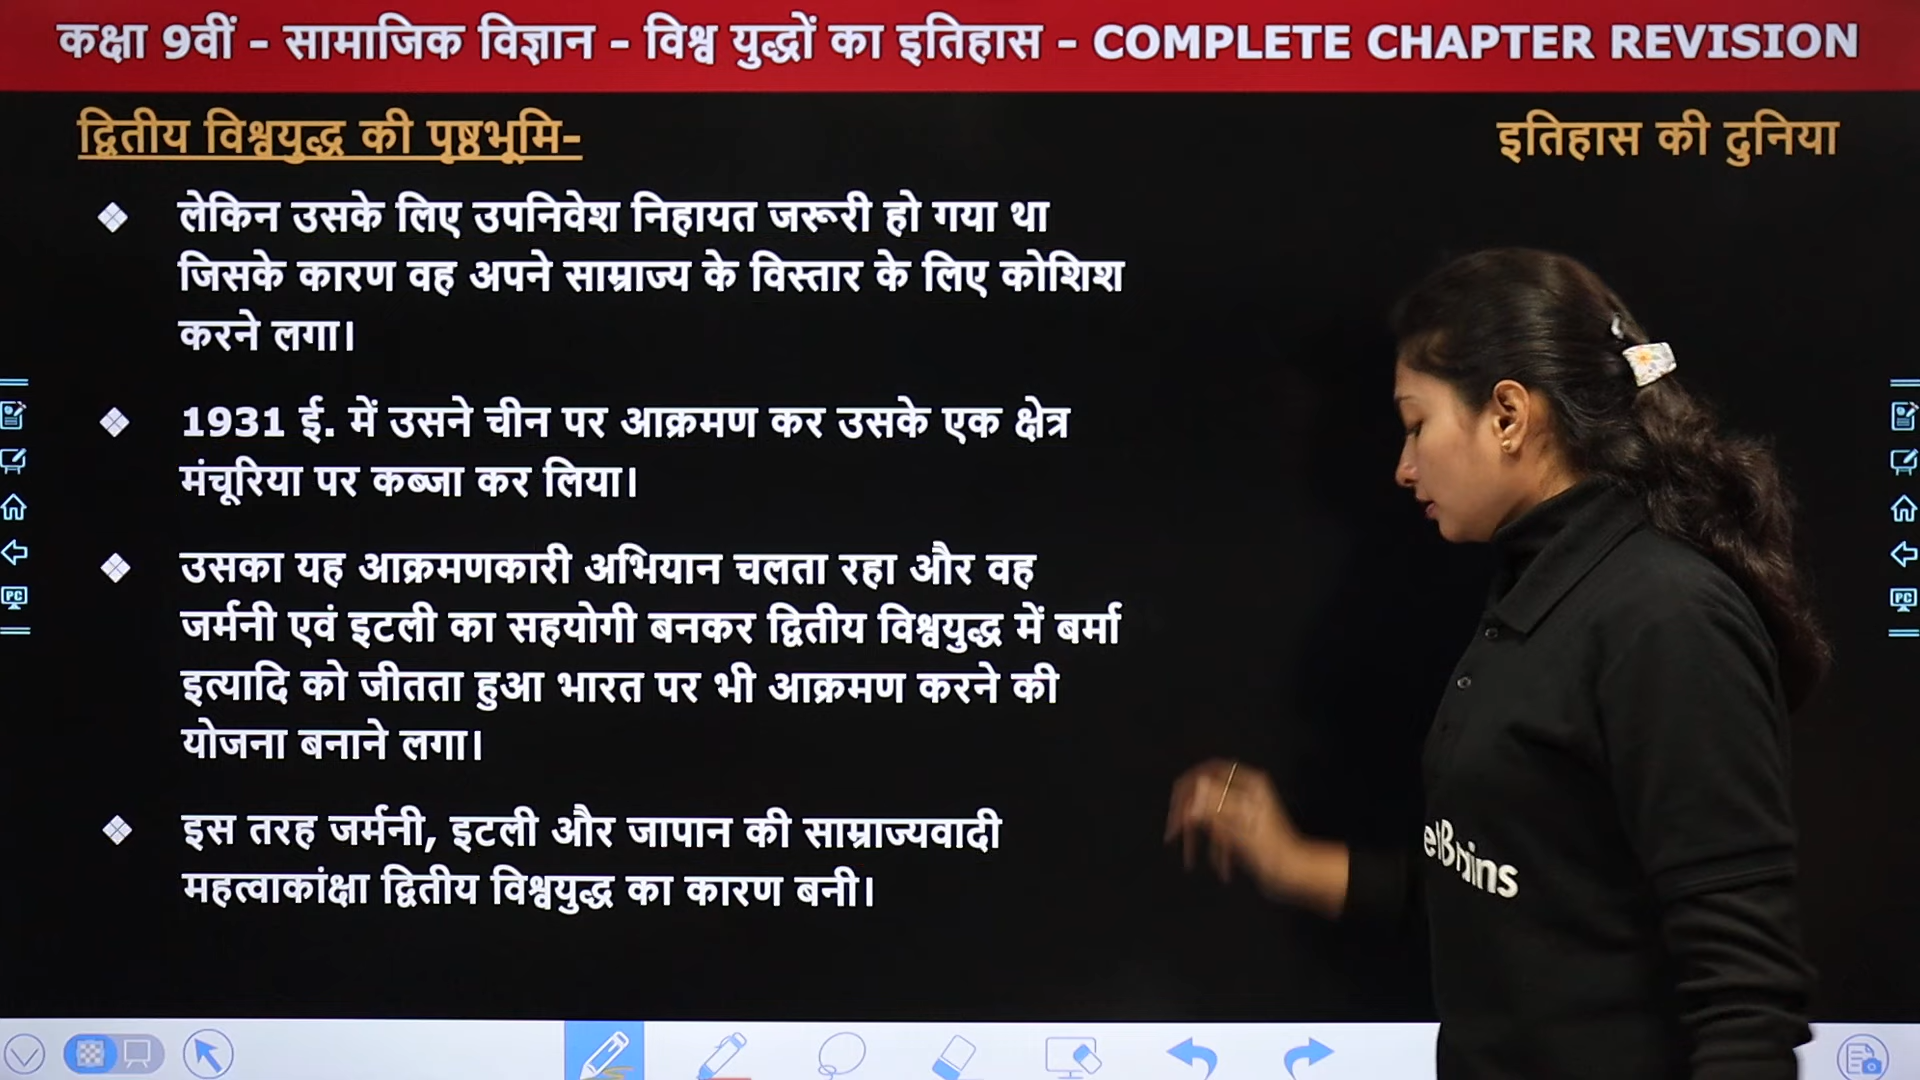 कक्षा 9वीं - सामाजिक विज्ञान - विश्व युद्धों का इतिहास - COMPLETE CHAPTER REVISION
द्वितीय विश्वयुद्ध की पृष्ठभूमि-
इतिहास की दुनिया
❖ लेकिन उसके लिए उपनिवेश निहायत जरूरी हो गया था
जिसके कारण वह अपने साम्राज्य के विस्तार के लिए कोशिश
करने लगा।
❖ 1931 ई. में उसने चीन पर आक्रमण कर उसके एक क्षेत्र
मंचूरिया पर कब्जा कर लिया।
❖ उसका यह आक्रमणकारी अभियान चलता रहा और वह
जर्मनी एवं इटली का सहयोगी बनकर द्वितीय विश्वयुद्ध में बर्मा
इत्यादि को जीतता हुआ भारत पर भी आक्रमण करने की
योजना बनाने लगा।
❖ इस तरह जर्मनी, इटली और जापान की साम्राज्यवादी
महत्वाकांक्षा द्वितीय विश्वयुद्ध का कारण बनी।
PC
PC